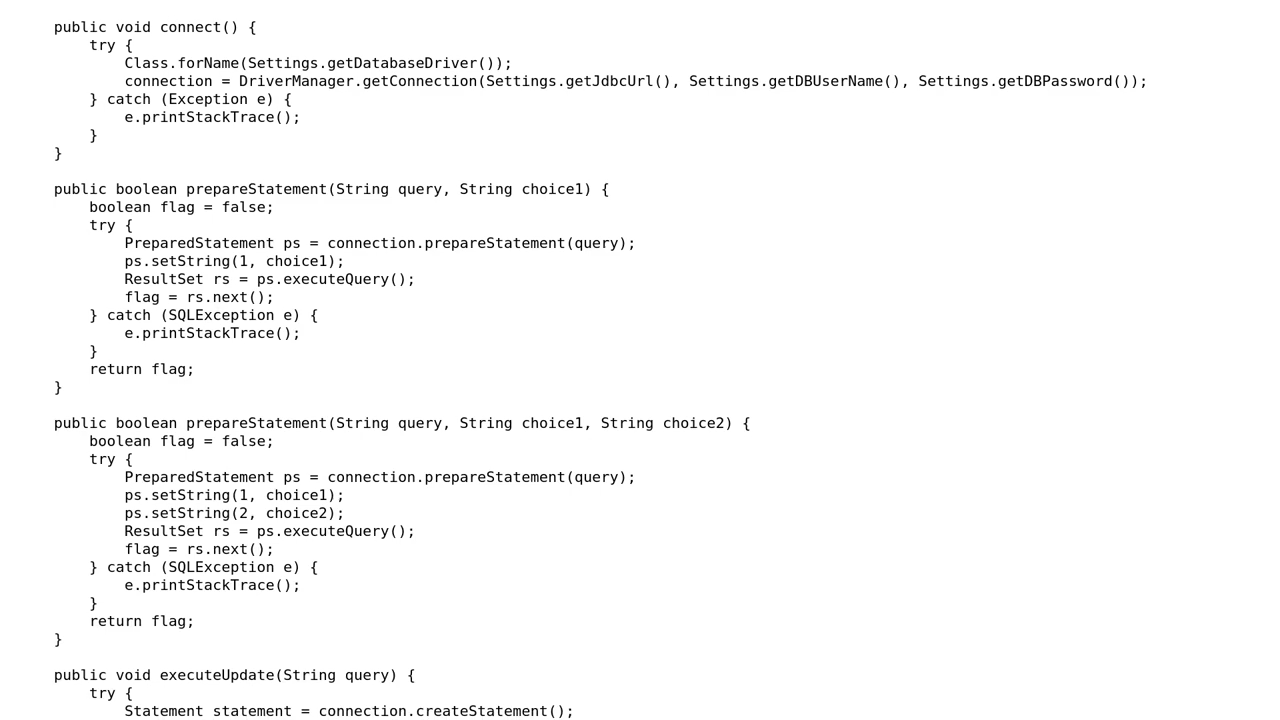 public void connect() {
    try {
        Class.forName(Settings.getDatabaseDriver());
        connection = DriverManager.getConnection(Settings.getJdbcUrl(), Settings.getDBUserName(), Settings.getDBPassword());
    } catch (Exception e) {
        e.printStackTrace();
    }
}

public boolean prepareStatement(String query, String choice1) {
    boolean flag = false;
    try {
        PreparedStatement ps = connection.prepareStatement(query);
        ps.setString(1, choice1);
        ResultSet rs = ps.executeQuery();
        flag = rs.next();
    } catch (SQLException e) {
        e.printStackTrace();
    }
    return flag;
}

public boolean prepareStatement(String query, String choice1, String choice2) {
    boolean flag = false;
    try {
        PreparedStatement ps = connection.prepareStatement(query);
        ps.setString(1, choice1);
        ps.setString(2, choice2);
        ResultSet rs = ps.executeQuery();
        flag = rs.next();
    } catch (SQLException e) {
        e.printStackTrace();
    }
    return flag;
}

public void executeUpdate(String query) {
    try {
        Statement statement = connection.createStatement();